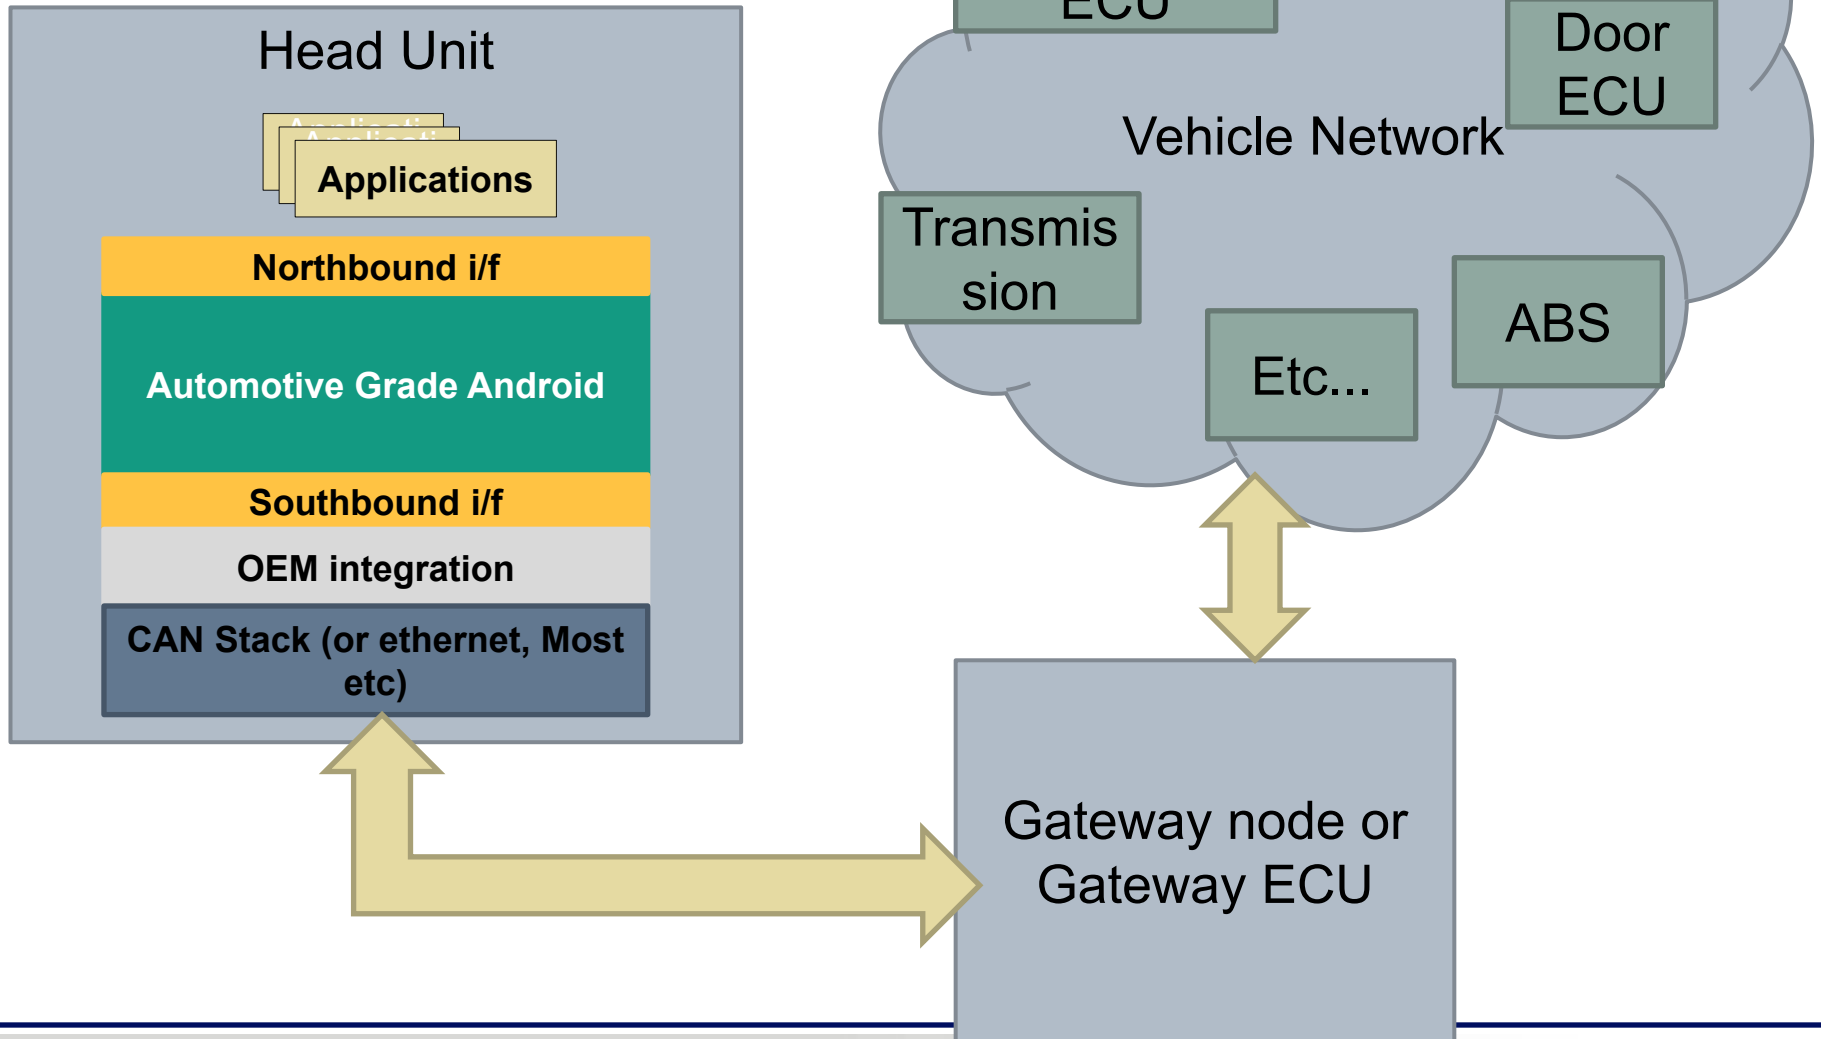 Head Unit
Applications
Northbound i/f
Automotive Grade Android
Southbound i/f
OEM integration
CAN Stack (or ethernet, Most
etc)
ECU
Door
ECU
Vehicle Network
Transmis
sion
ABS
Etc...
Gateway node or
Gateway ECU